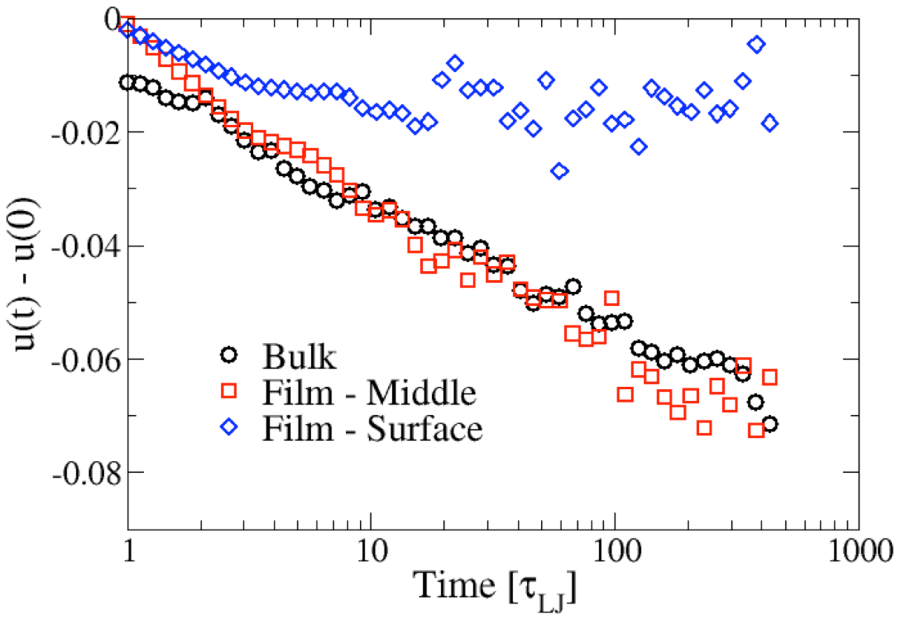 0
-0.02
-0.04
-0.06
-0.08
u(t) - u(0)
Bulk
Film - Middle
Film - Surface
1
10
100
1000
Time [τLJ]